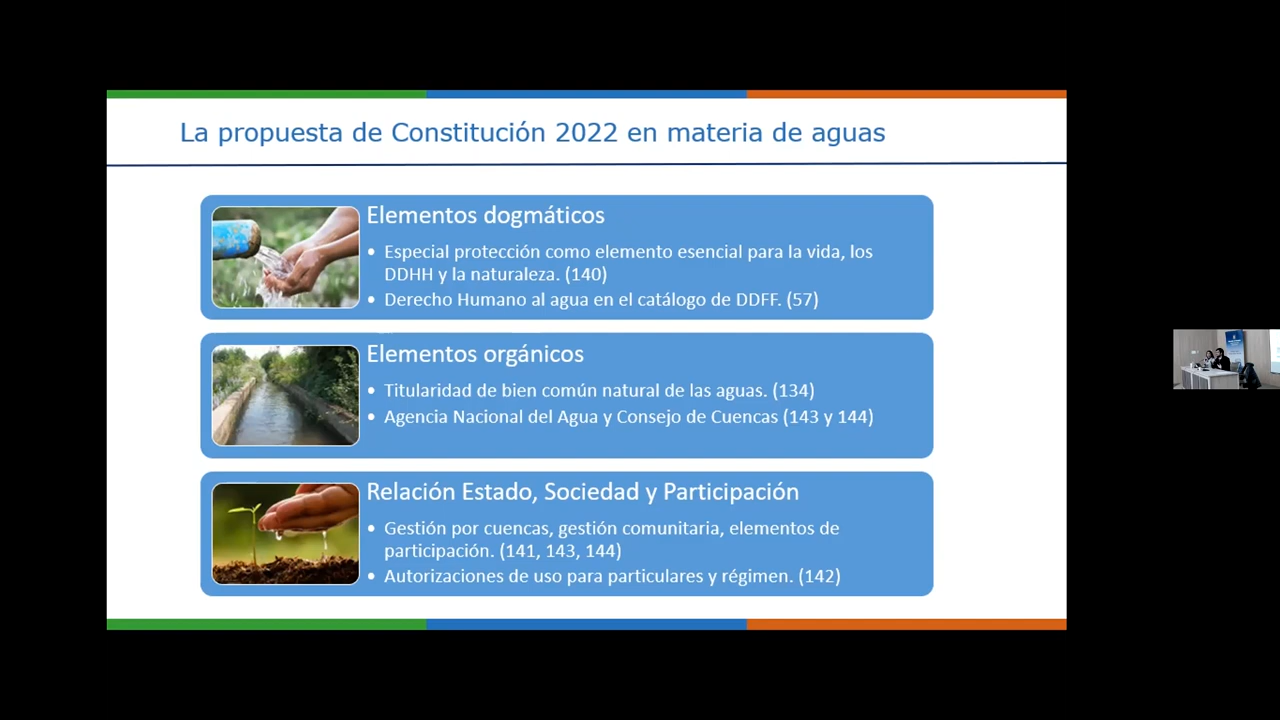 La propuesta de Constitución 2022 en materia de aguas
Elementos dogmáticos
• Especial protección como elemento esencial para la vida, los
DDHH y la naturaleza. (140)
• Derecho Humano al agua en el catálogo de DDFF. (57)
Elementos orgánicos
• Titularidad de bien común natural de las aguas. (134)
• Agencia Nacional del Agua y Consejo de Cuencas (143 y 144)
Relación Estado, Sociedad y Participación
• Gestión por cuencas, gestión comunitaria, elementos de
participación. (141, 143, 144)
• Autorizaciones de uso para particulares y régimen. (142)